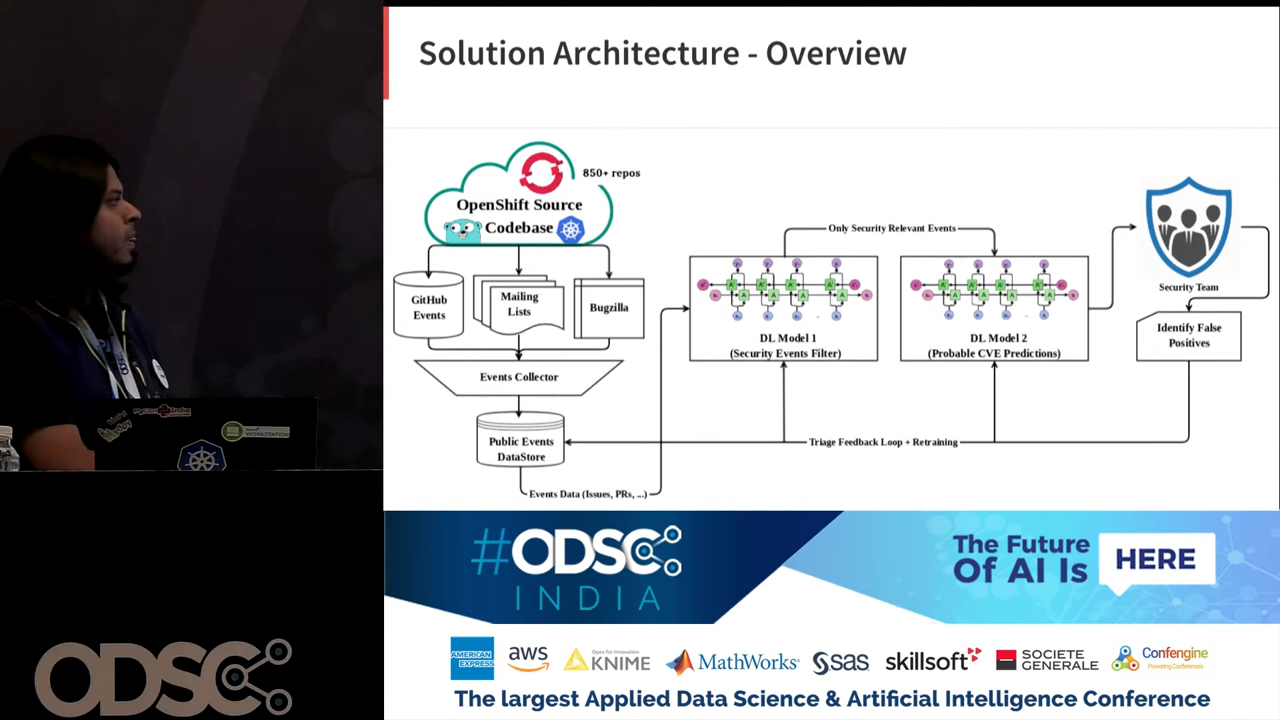 Solution Architecture - Overview
850+ repos
OpenShift Source
Codebase
GitHub
Events
Mailing
Lists
Bugzilla
Events Collector
Public Events
DataStore
Events Data (Issues, PRs, ...)
Only Security Relevant Events
DL Model 1
(Security Events Filter)
DL Model 2
(Probable CVE Predictions)
Security Team
Identify False
Positives
Triage Feedback Loop + Retraining
WORKSTATION
#ODSC
INDIA
The Future
Of AI Is
HERE
ODSC
AMERICAN
EXPRESS
aws
Open for Innovation
KNIME
MathWorks
sas
skillsoft
SOCIETE
GENERALE
Confengine
Powering Conferences
The largest Applied Data Science & Artificial Intelligence Conference